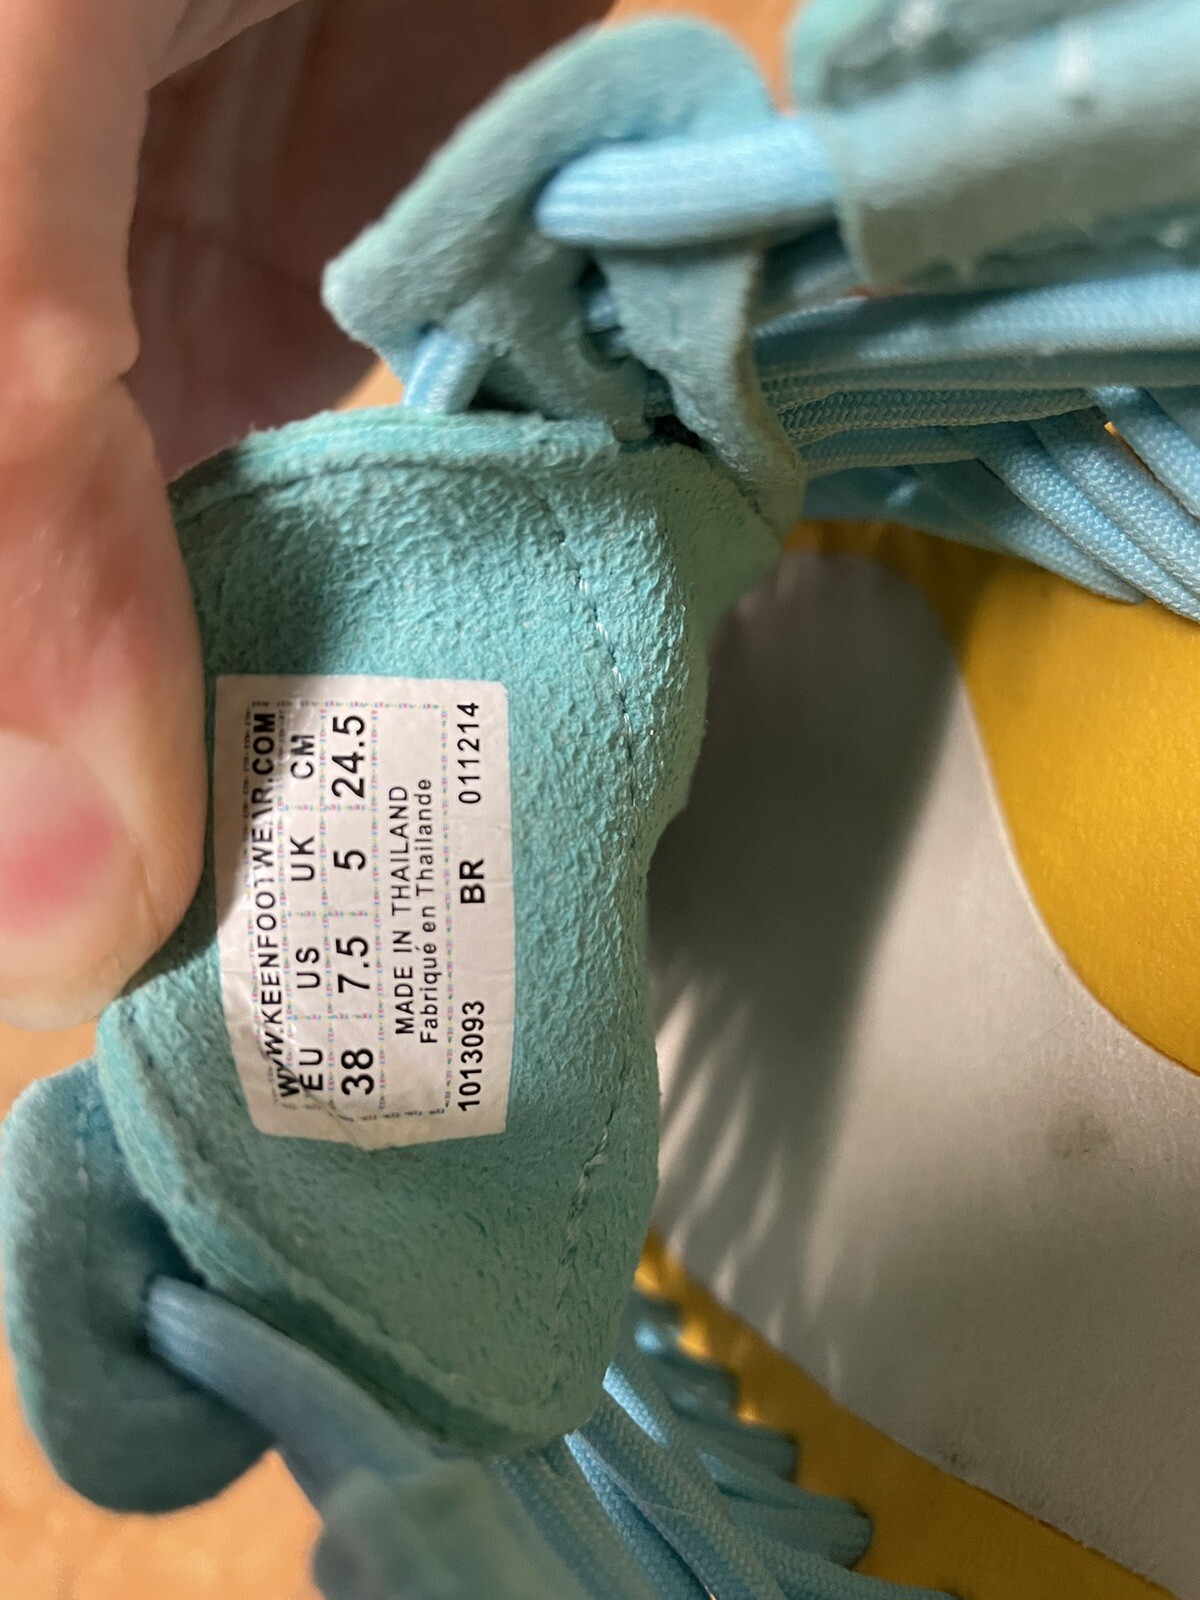 WWW.KEENFOOTWEAR.COM
EU US UK CM
38 7.5 5 24.5
MADE IN THAILAND
Fabriqué en Thailande
1013093 BR 011214